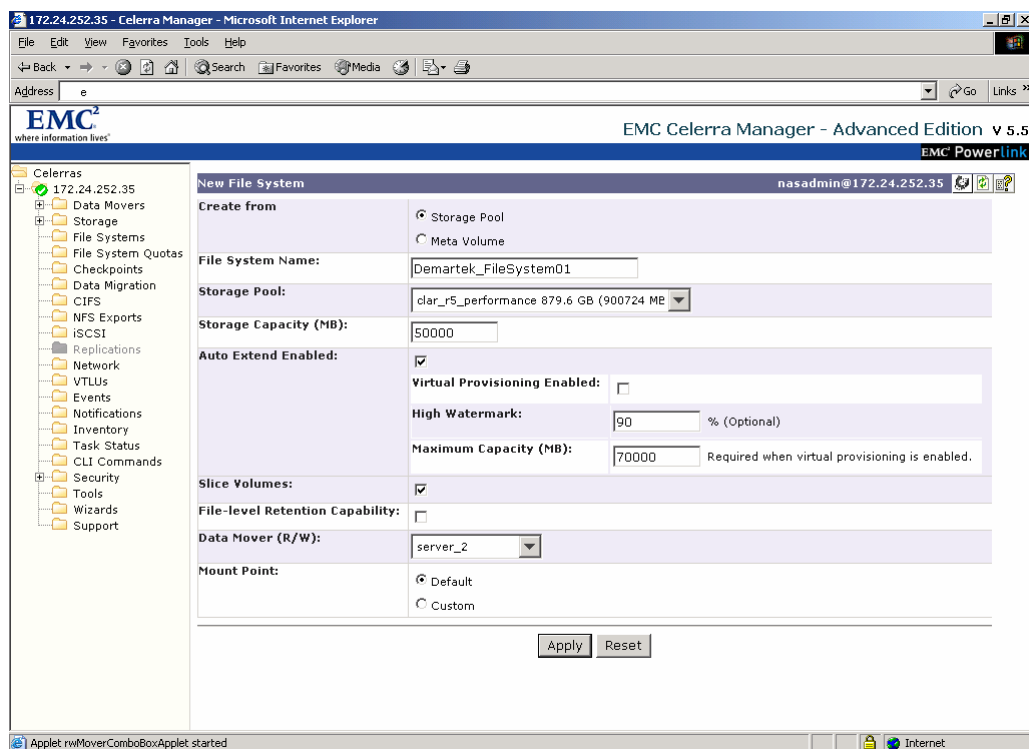 172.24.252.35 - Celerra Manager - Microsoft Internet Explorer
File Edit View Favorites Tools Help
Back Search Favorites Media
Address e Go Links »
EMC²
where information lives®
EMC Celerra Manager - Advanced Edition V 5.5
EMC² Powerlink
Celerras
172.24.252.35
Data Movers
Storage
File Systems
File System Quotas
Checkpoints
Data Migration
CIFS
NFS Exports
iSCSI
Replications
Network
VTLUs
Events
Notifications
Inventory
Task Status
CLI Commands
Security
Tools
Wizards
Support
New File System nasadmin@172.24.252.35
Create from
Storage Pool
Meta Volume
File System Name: Demartek_FileSystem01
Storage Pool: clar_r5_performance 879.6 GB (900724 ME
Storage Capacity (MB): 50000
Auto Extend Enabled:
Virtual Provisioning Enabled:
High Watermark: 90 % (Optional)
Maximum Capacity (MB): 70000 Required when virtual provisioning is enabled.
Slice Volumes:
File-level Retention Capability:
Data Mover (R/W): server_2
Mount Point:
Default
Custom
Apply Reset
Applet rwMoverComboBoxApplet started Internet